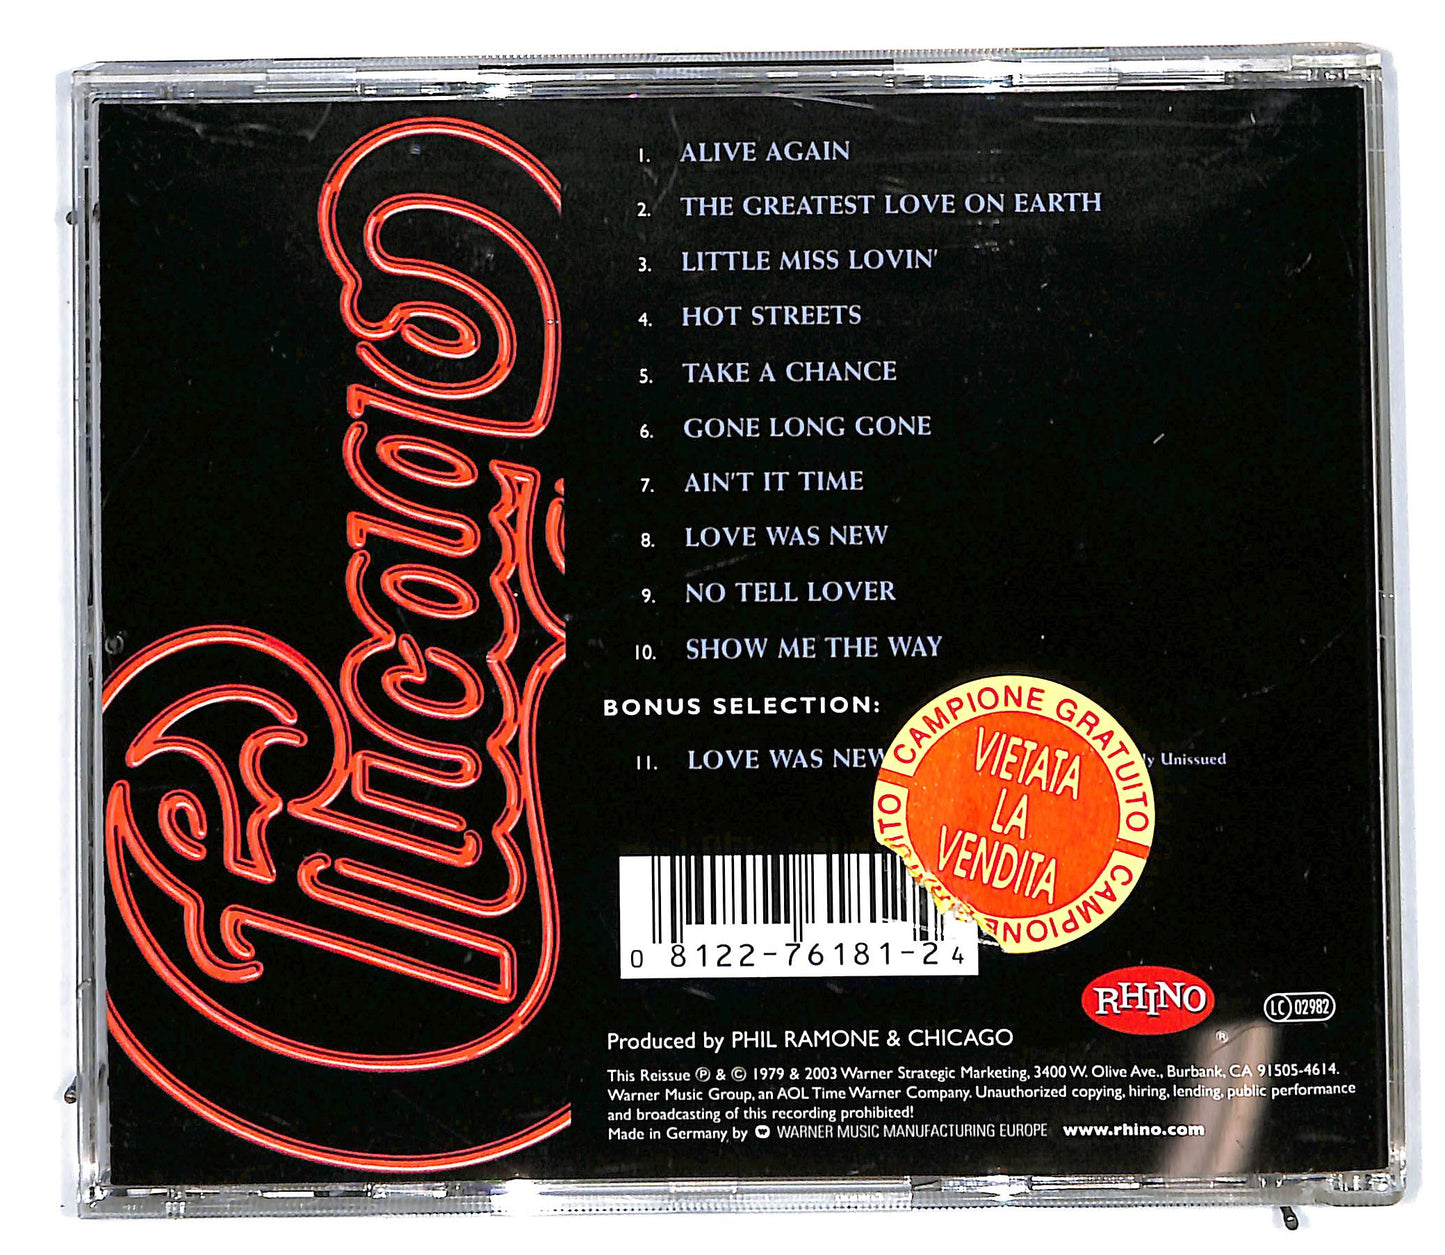 Chicago
1. ALIVE AGAIN
2. THE GREATEST LOVE ON EARTH
3. LITTLE MISS LOVIN'
4. HOT STREETS
5. TAKE A CHANCE
6. GONE LONG GONE
7. AIN'T IT TIME
8. LOVE WAS NEW
9. NO TELL LOVER
10. SHOW ME THE WAY
BONUS SELECTION:
11. LOVE WAS NEW Unissued
CAMPIONE GRATUITO
CAMPIONE
VIETATA
LA
VENDITA
0 8122-76181-2 4
RHINO
®
LC 02982
Produced by PHIL RAMONE & CHICAGO
This Reissue ℗ & © 1979 & 2003 Warner Strategic Marketing, 3400 W. Olive Ave., Burbank, CA 91505-4614.
Warner Music Group, an AOL Time Warner Company. Unauthorized copying, hiring, lending, public performance
and broadcasting of this recording prohibited!
Made in Germany by WARNER MUSIC MANUFACTURING EUROPE www.rhino.com